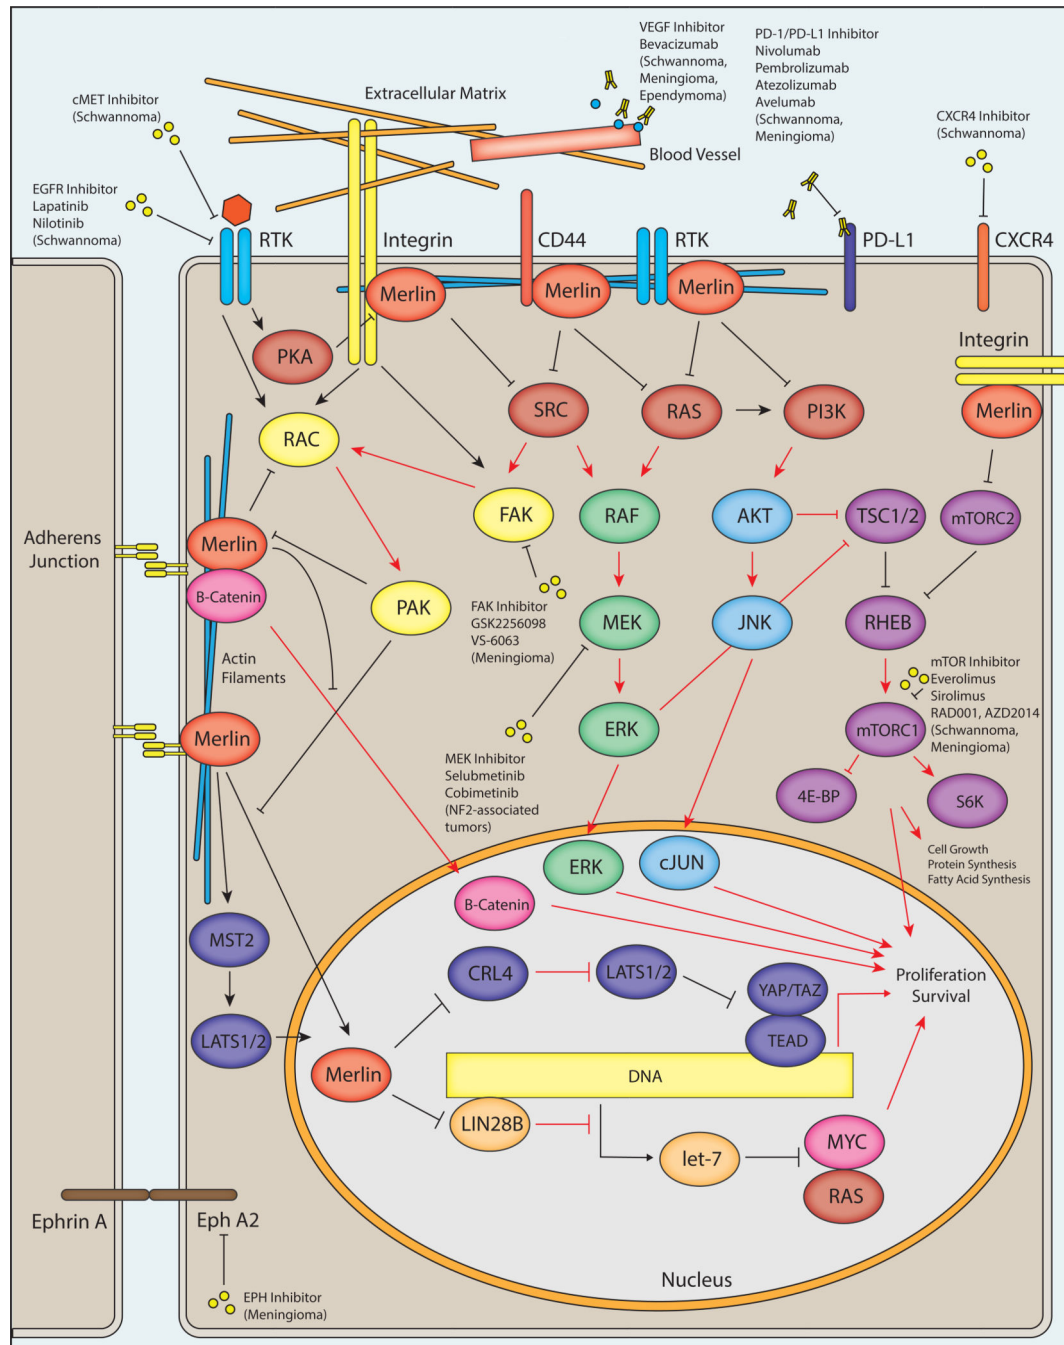 VEGF Inhibitor
Bevacizumab
(Schwannoma,
Meningioma,
Ependymoma)
PD-1/PD-L1 Inhibitor
Nivolumab
Pembrolizumab
Atezolizumab
Avelumab
(Schwannoma,
Meningioma)
cMET Inhibitor
(Schwannoma)
Extracellular Matrix
Blood Vessel
CXCR4 Inhibitor
(Schwannoma)
EGFR Inhibitor
Lapatinib
Nilotinib
(Schwannoma)
RTK
Integrin
CD44
RTK
PD-L1
CXCR4
Merlin
Merlin
Merlin
PKA
Integrin
Merlin
SRC
RAS
PI3K
RAC
FAK
RAF
AKT
TSC1/2
mTORC2
Adherens
Junction
Merlin
B-Catenin
PAK
FAK Inhibitor
GSK2256098
VS-6063
(Meningioma)
MEK
JNK
RHEB
Actin
Filaments
mTOR Inhibitor
Everolimus
Sirolimus
RAD001, AZD2014
(Schwannoma,
Meningioma)
Merlin
ERK
mTORC1
MEK Inhibitor
Selubmetinib
Cobimetinib
(NF2-associated
tumors)
4E-BP
S6K
Cell Growth
Protein Synthesis
Fatty Acid Synthesis
ERK
cJUN
B-Catenin
MST2
CRL4
LATS1/2
YAP/TAZ
TEAD
Proliferation
Survival
LATS1/2
Merlin
DNA
LIN28B
let-7
MYC
RAS
Ephrin A
Eph A2
Nucleus
EPH Inhibitor
(Meningioma)